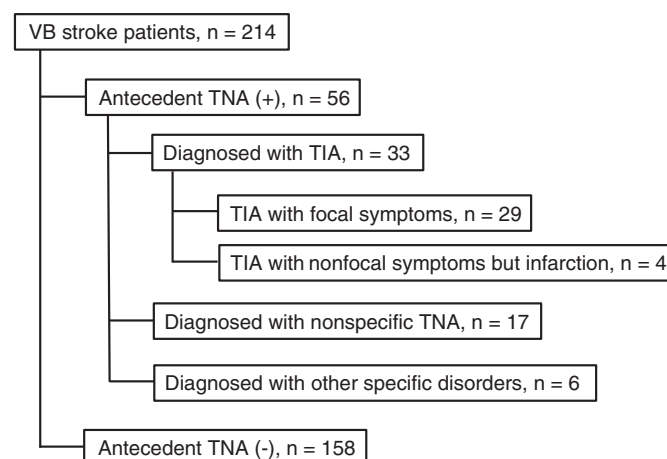 VB stroke patients, n = 214
Antecedent TNA (+), n = 56
Diagnosed with TIA, n = 33
TIA with focal symptoms, n = 29
TIA with nonfocal symptoms but infarction, n = 4
Diagnosed with nonspecific TNA, n = 17
Diagnosed with other specific disorders, n = 6
Antecedent TNA (-), n = 158